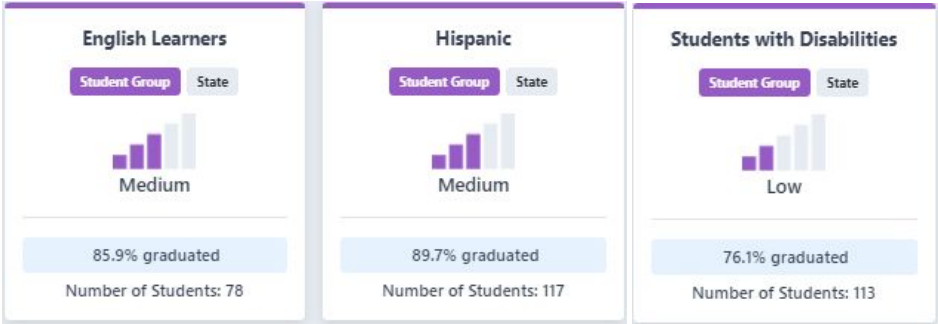 English Learners
Student Group State
Medium
85.9% graduated
Number of Students: 78
Hispanic
Student Group State
Medium
89.7% graduated
Number of Students: 117
Students with Disabilities
Student Group State
Low
76.1% graduated
Number of Students: 113